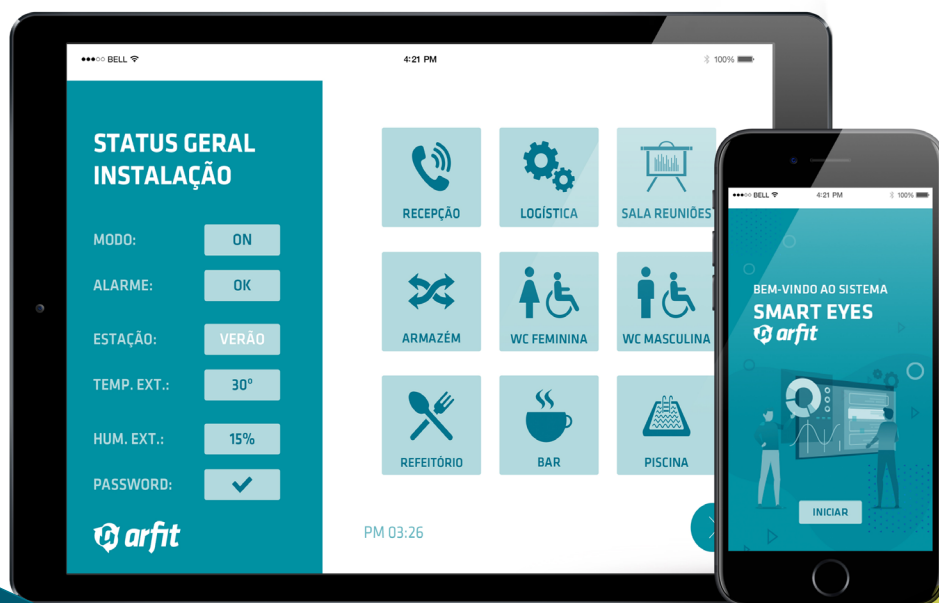 BELL
4:21 PM
100%
STATUS GERAL
INSTALAÇÃO
MODO:
ON
ALARME:
OK
ESTAÇÃO:
VERÃO
TEMP. EXT.:
30º
HUM. EXT.:
15%
PASSWORD:
arfit
RECEPÇÃO
LOGÍSTICA
SALA REUNIÕES
ARMAZÉM
WC FEMININA
WC MASCULINA
REFEITÓRIO
BAR
PISCINA
PM 03:26
BELL
4:21 PM
100%
BEM-VINDO AO SISTEMA
SMART EYES
arfit
INICIAR